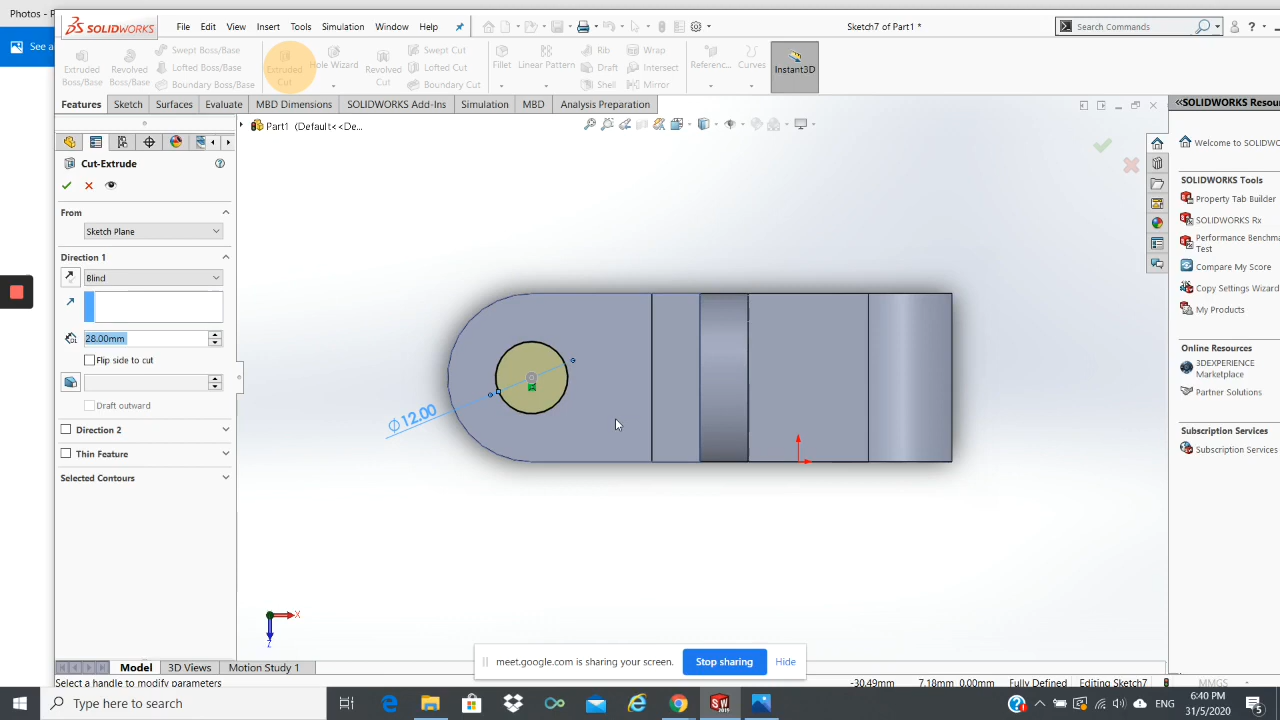 Photos - Pic
See a
SOLIDWORKS
File Edit View Insert Tools Simulation Window Help
Sketch7 of Part1 *
Search Commands
Extruded Boss/Base
Revolved Boss/Base
Swept Boss/Base
Lofted Boss/Base
Boundary Boss/Base
Extruded Cut
Hole Wizard
Revolved Cut
Swept Cut
Lofted Cut
Boundary Cut
Fillet
Linear Pattern
Rib
Draft
Shell
Wrap
Intersect
Mirror
Referenc...
Curves
Instant3D
Features Sketch Surfaces Evaluate MBD Dimensions SOLIDWORKS Add-Ins Simulation MBD Analysis Preparation
Part1 (Default<<De...
Cut-Extrude
From
Sketch Plane
Direction 1
Blind
28.00mm
Flip side to cut
Draft outward
Direction 2
Thin Feature
Selected Contours
Ø12.00
X
Z
SOLIDWORKS Resou
Welcome to SOLIDWO
SOLIDWORKS Tools
Property Tab Builder
SOLIDWORKS Rx
Performance Benchma
Test
Compare My Score
Copy Settings Wizard
My Products
Online Resources
3DEXPERIENCE
Marketplace
Partner Solutions
Subscription Services
Subscription Services
meet.google.com is sharing your screen. Stop sharing Hide
Model 3D Views Motion Study 1
Select a handle to modify parameters
-30.49mm 7.18mm 0.00mm Fully Defined Editing Sketch7 MMGS
Type here to search
ENG
6:40 PM
31/5/2020